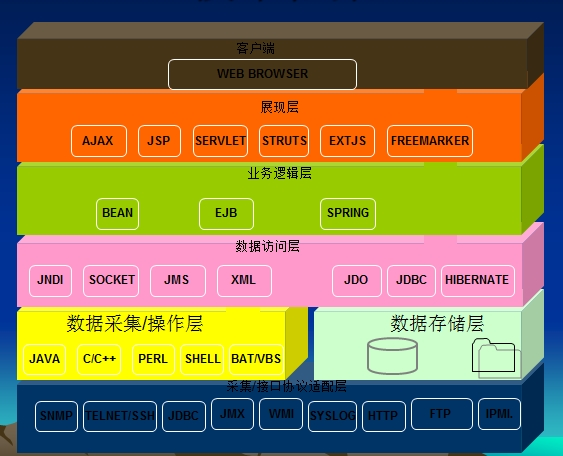 客户端
WEB BROWSER
展现层
AJAX JSP SERVLET STRUTS EXTJS FREEMARKER
业务逻辑层
BEAN EJB SPRING
数据访问层
JNDI SOCKET JMS XML JDO JDBC HIBERNATE
数据采集/操作层 数据存储层
JAVA C/C++ PERL SHELL BAT/VBS
采集/接口协议适配层
SNMP TELNET/SSH JDBC JMX WMI SYSLOG HTTP FTP IPMI,